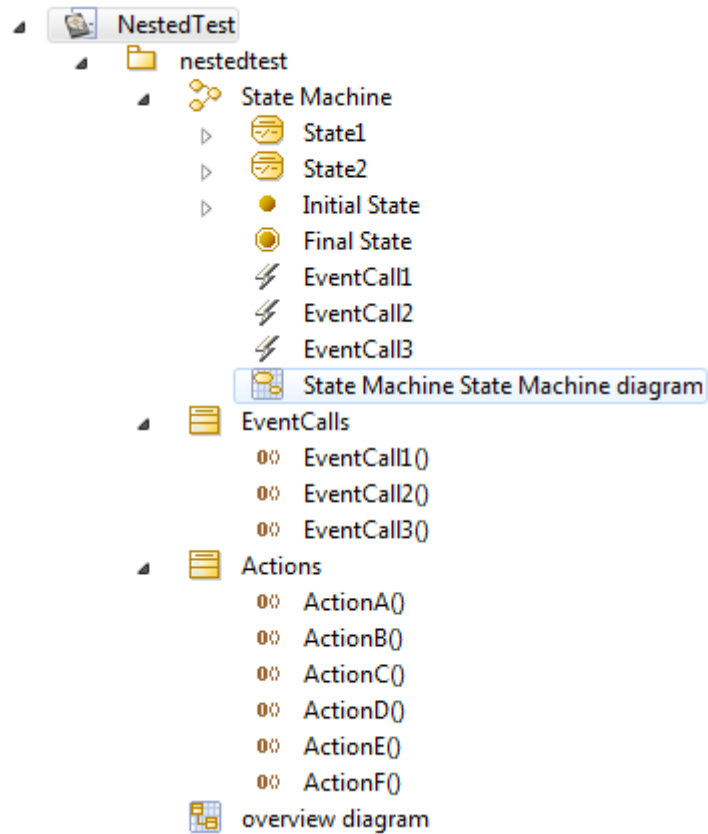 NestedTest
nestedtest
State Machine
State1
State2
Initial State
Final State
EventCall1
EventCall2
EventCall3
State Machine State Machine diagram
EventCalls
EventCall1()
EventCall2()
EventCall3()
Actions
ActionA()
ActionB()
ActionC()
ActionD()
ActionE()
ActionF()
overview diagram